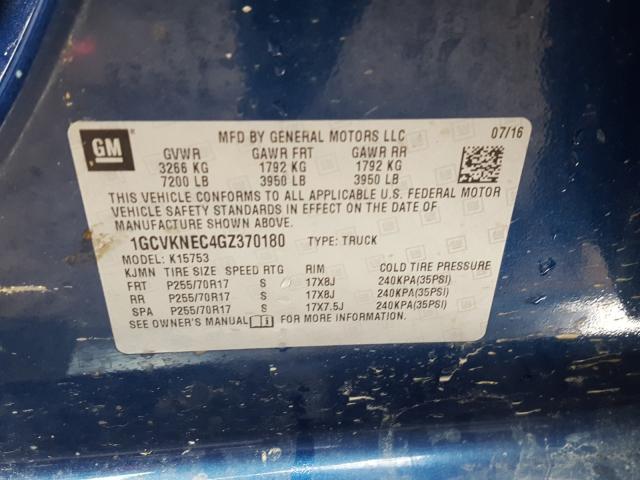 GM
MFD BY GENERAL MOTORS LLC 07/16
GVWR GAWR FRT GAWR RR
3266 KG 1792 KG 1792 KG
7200 LB 3950 LB 3950 LB
THIS VEHICLE CONFORMS TO ALL APPLICABLE U.S. FEDERAL MOTOR
VEHICLE SAFETY STANDARDS IN EFFECT ON THE DATE OF
MANUFACTURE SHOWN ABOVE.
1GCVKNEC4GZ370180 TYPE: TRUCK
MODEL: K15753
KJMN TIRE SIZE SPEED RTG RIM COLD TIRE PRESSURE
FRT P255/70R17 S 17X8J 240KPA(35PSI)
RR P255/70R17 S 17X8J 240KPA(35PSI)
SPA P255/70R17 S 17X7.5J 240KPA(35PSI)
SEE OWNER'S MANUAL FOR MORE INFORMATION.